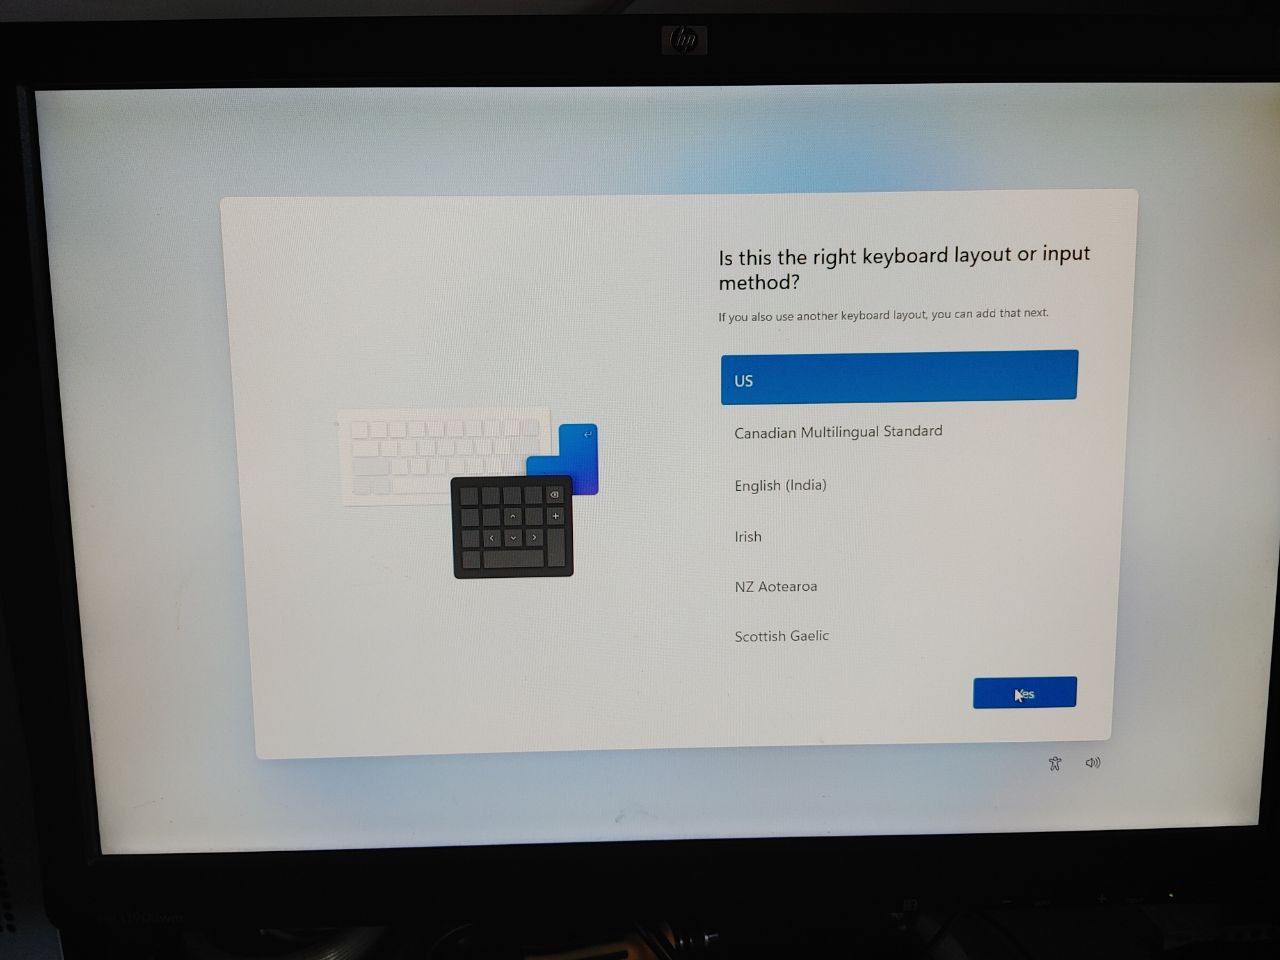 hp
Is this the right keyboard layout or input
method?
If you also use another keyboard layout, you can add that next.
US
Canadian Multilingual Standard
English (India)
Irish
NZ Aotearoa
Scottish Gaelic
Yes